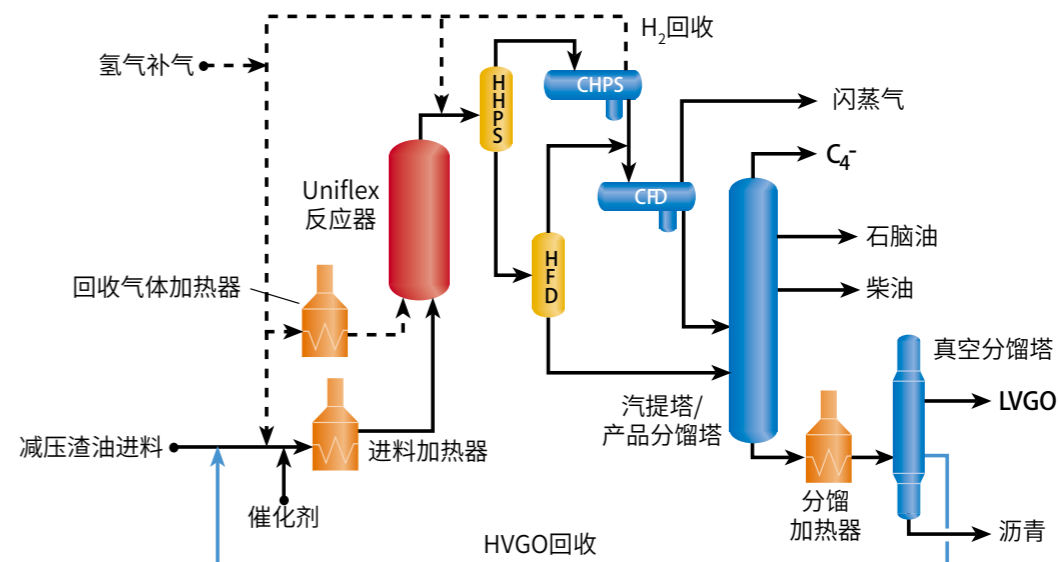 H₂回收
氢气补气
HHPS
CHPS
闪蒸气
C₄⁻
Uniflex
反应器
CFD
石脑油
HFD
柴油
回收气体加热器
真空分馏塔
汽提塔/
产品分馏塔
LVGO
减压渣油进料
进料加热器
分馏
加热器
催化剂
沥青
HVGO回收